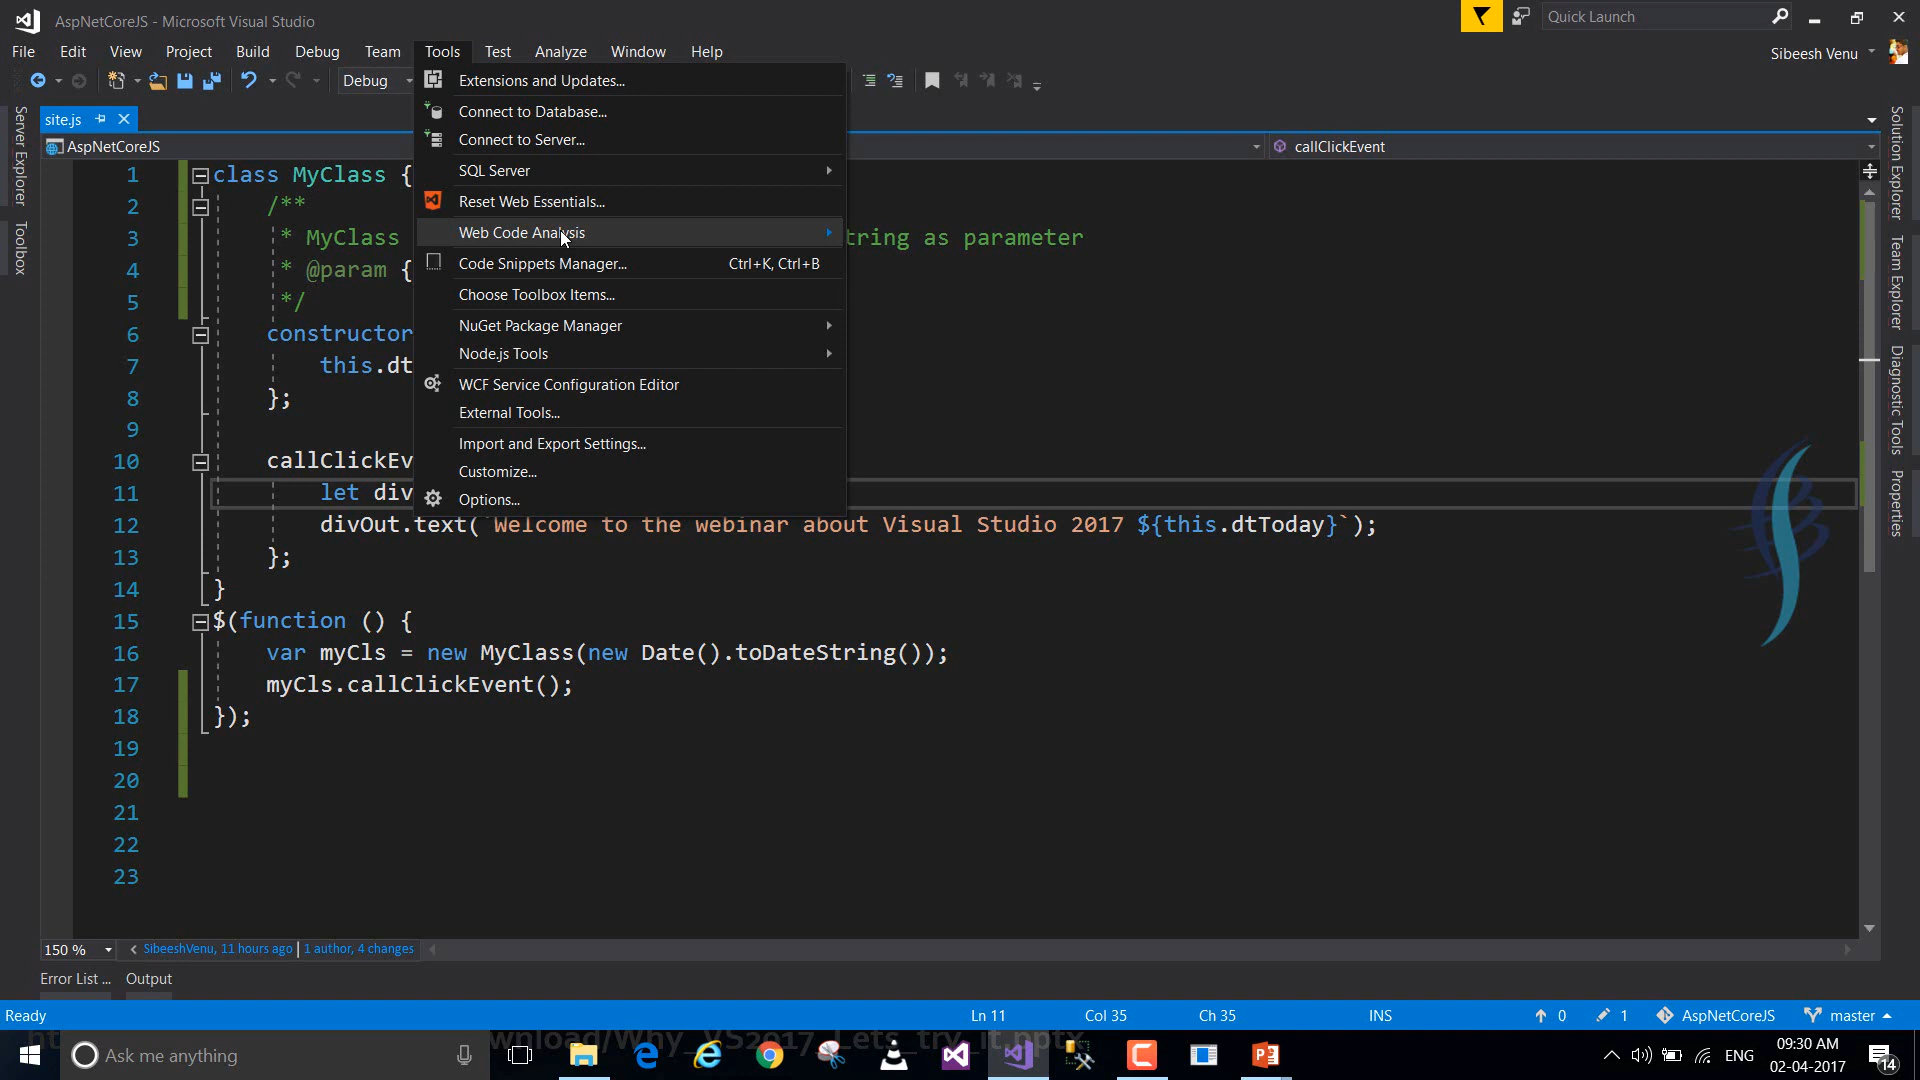 AspNetCoreJS - Microsoft Visual Studio
Quick Launch
File Edit View Project Build Debug Team Tools Test Analyze Window Help
Sibeesh Venu
Debug
Extensions and Updates...
Connect to Database...
Connect to Server...
SQL Server
Reset Web Essentials...
Web Code Analysis
Code Snippets Manager... Ctrl+K, Ctrl+B
Choose Toolbox Items...
NuGet Package Manager
Node.js Tools
WCF Service Configuration Editor
External Tools...
Import and Export Settings...
Customize...
Options...
Server Explorer
Toolbox
site.js
AspNetCoreJS
callClickEvent
Solution Explorer
Team Explorer
Diagnostic Tools
Properties
1 class MyClass {
2 /**
3 * MyClass tring as parameter
4 * @param {
5 */
6 constructor
7 this.dt
8 };
9
10 callClickEv
11 let div
12 divOut.text(`Welcome to the webinar about Visual Studio 2017 ${this.dtToday}`);
13 };
14 }
15 $(function () {
16 var myCls = new MyClass(new Date().toDateString());
17 myCls.callClickEvent();
18 });
19
20
21
22
23
150 % SibeeshVenu, 11 hours ago | 1 author, 4 changes
Error List ... Output
Ready Ln 11 Col 35 Ch 35 INS 0 1 AspNetCoreJS master
wnload/Why_VS2017_Lets_try_it.pptx
Ask me anything
ENG
09:30 AM
02-04-2017
14